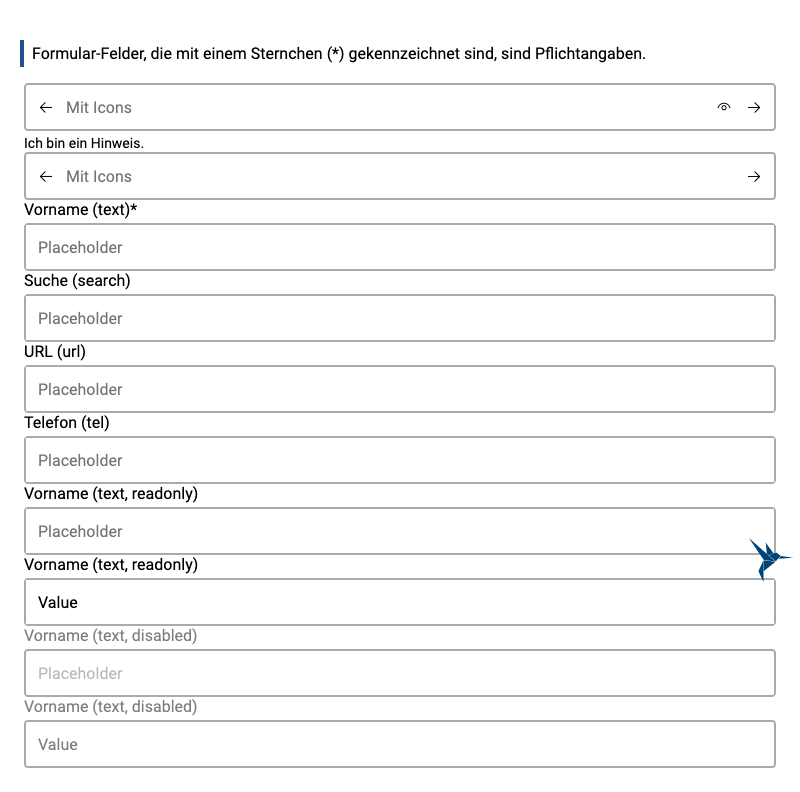 Formular-Felder, die mit einem Sternchen (*) gekennzeichnet sind, sind Pflichtangaben.
Mit Icons
Ich bin ein Hinweis.
Mit Icons
Vorname (text)*
Placeholder
Suche (search)
Placeholder
URL (url)
Placeholder
Telefon (tel)
Placeholder
Vorname (text, readonly)
Placeholder
Vorname (text, readonly)
Value
Vorname (text, disabled)
Placeholder
Vorname (text, disabled)
Value